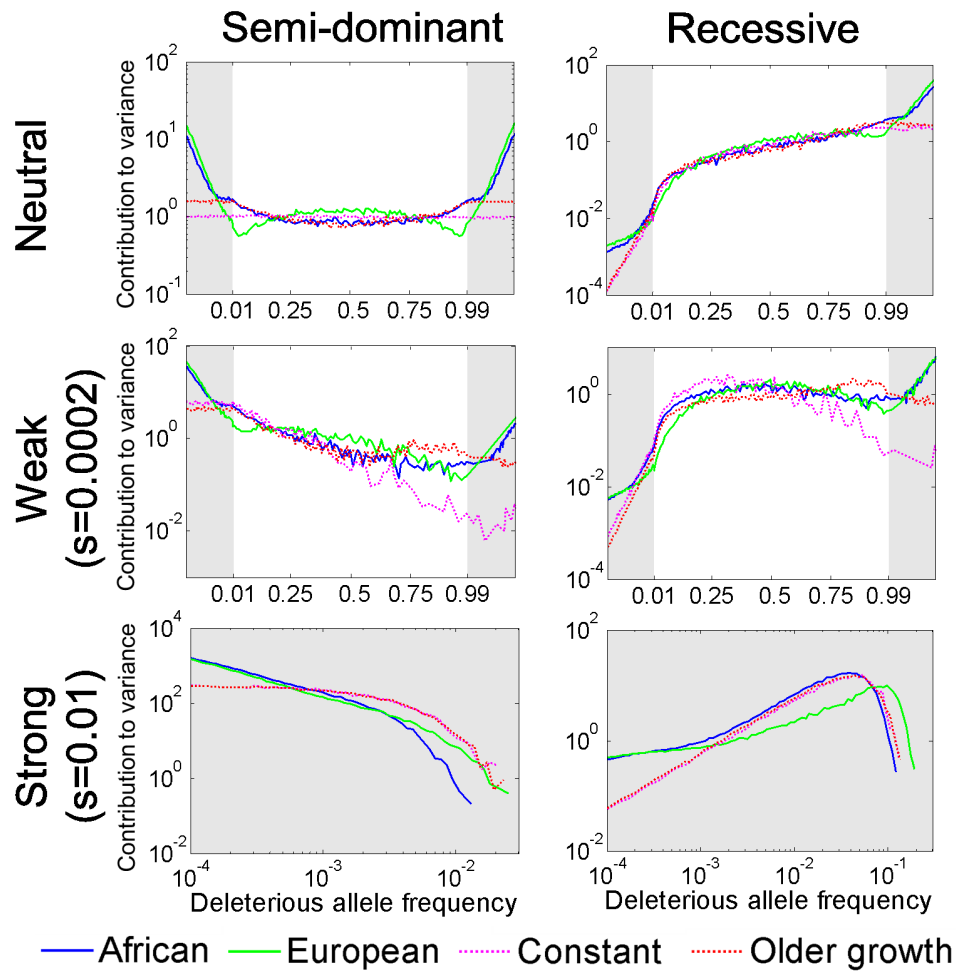 Semi-dominant Recessive
Neutral
Contribution to variance
10^2
10^1
10^0
10^-1
0.01 0.25 0.5 0.75 0.99
10^2
10^0
10^-2
10^-4
0.01 0.25 0.5 0.75 0.99
Weak
(s=0.0002)
Contribution to variance
10^2
10^0
10^-2
0.01 0.25 0.5 0.75 0.99
10^0
10^-2
10^-4
0.01 0.25 0.5 0.75 0.99
Strong
(s=0.01)
Contribution to variance
10^4
10^2
10^0
10^-2
10^-4 10^-3 10^-2
Deleterious allele frequency
10^2
10^0
10^-2
10^-4 10^-3 10^-2 10^-1
Deleterious allele frequency
African European Constant Older growth